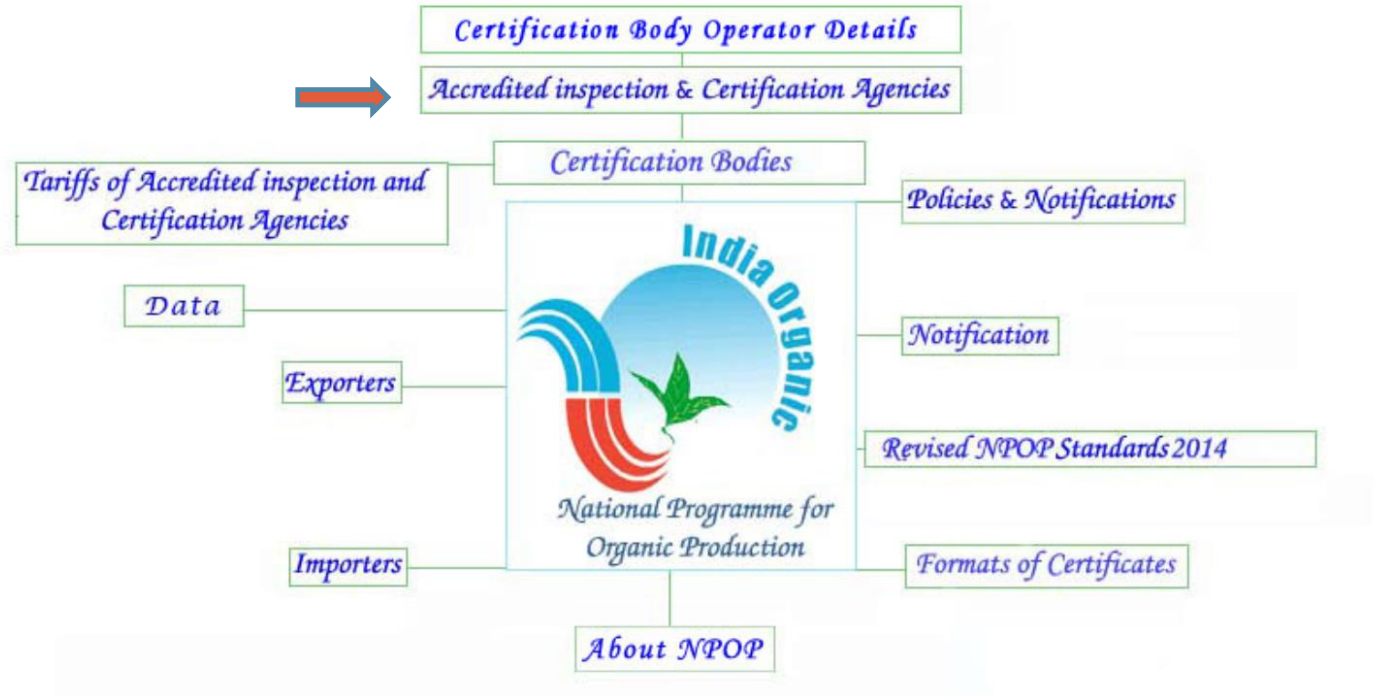 Certification Body Operator Details
Accredited inspection & Certification Agencies
Certification Bodies
Tariffs of Accredited inspection and
Certification Agencies
Policies & Notifications
Data
Notification
Exporters
Revised NPOP Standards 2014
Importers
Formats of Certificates
India Organic
National Programme for
Organic Production
About NPOP